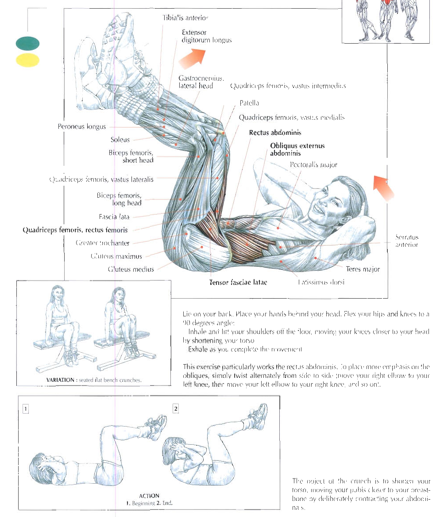 Tibialis anterior
Extensor
digitorum longus
Gastrocnemius,
lateral head
Quadriceps femoris, vastus intermedius
Patella
Quadriceps femoris, vastus medialis
Rectus abdominis
Obliquus externus
abdominis
Pectoralis major
Peroneus longus
Soleus
Biceps femoris,
short head
Quadriceps femoris, vastus lateralis
Biceps femoris,
long head
Fascia lata
Quadriceps femoris, rectus femoris
Greater trochanter
Gluteus maximus
Gluteus medius
Tensor fasciae latae
Latissimus dorsi
Teres major
Serratus
anterior
Lie on your back. Place your hands behind your head. Flex your hips and knees to a
90 degrees angle:
Inhale and lift your shoulders off the floor, moving your knees closer to your head
by shortening your torso
Exhale as you complete the movement
This exercise particularly works the rectus abdominis. To place more emphasis on the
obliques, simply twist alternately from side to side (move your right elbow to your
left knee, then move your left elbow to your right knee, and so on).
VARIATION : seated flat bench crunches.
1
2
ACTION
1. Beginning 2. End.
The object of the crunch is to shorten your
torso, moving your pubis closer to your breast-
bone by deliberately contracting your abdomi-
nals.